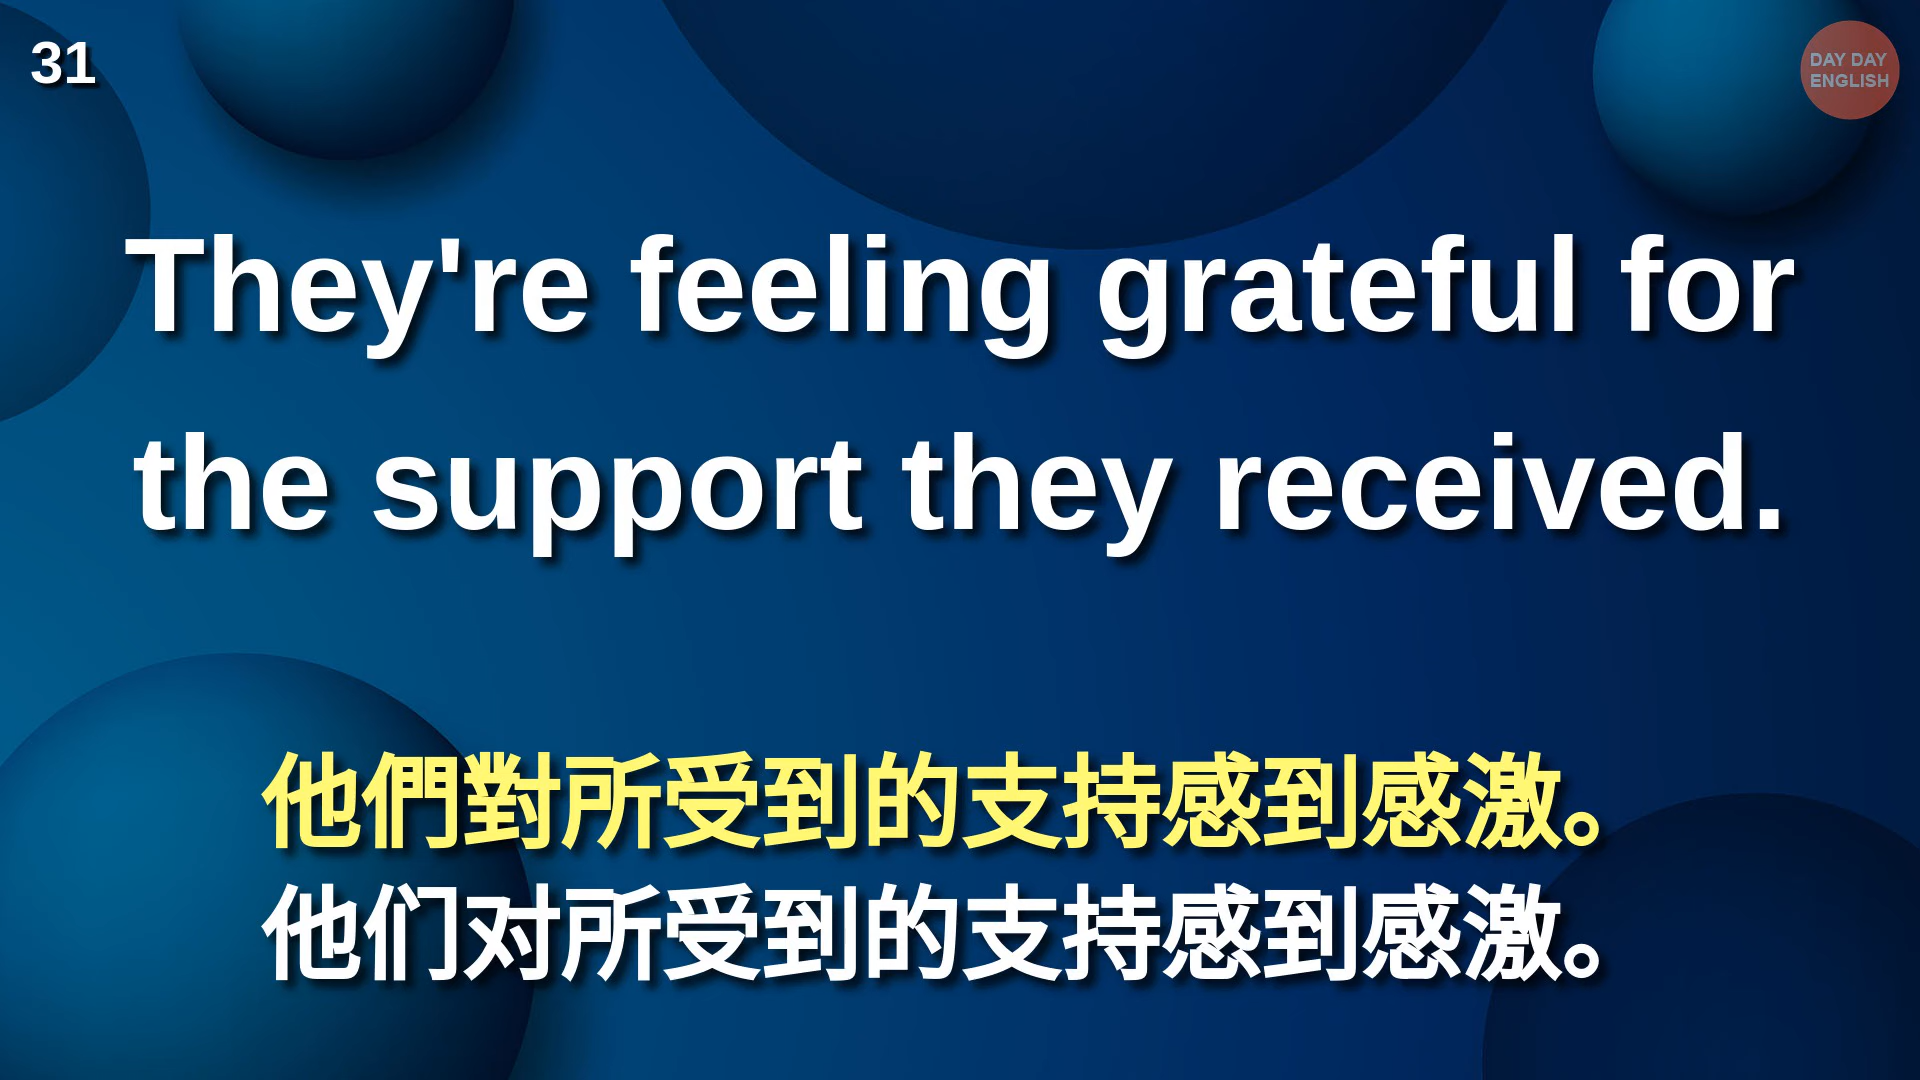 31
DAY DAY
ENGLISH
They're feeling grateful for
the support they received.
他們對所受到的支持感到感激。
他们对所受到的支持感到感激。